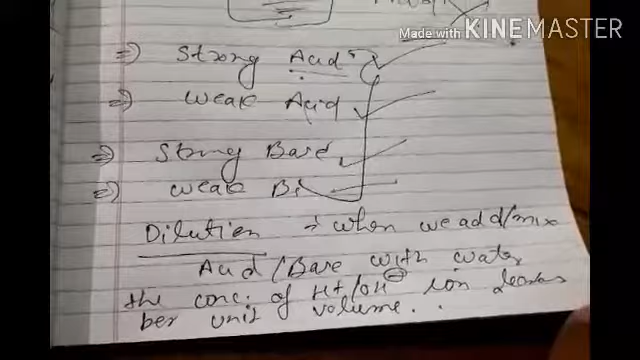 Made with KINEMASTER
⇒ Strong Acid
⇒ weak Acid
⇒ Strong Base
⇒ weak
Dilution → when we add/mix
Acid/Base with water
the conc. of H+/OH⊖ ion
per unit volume.